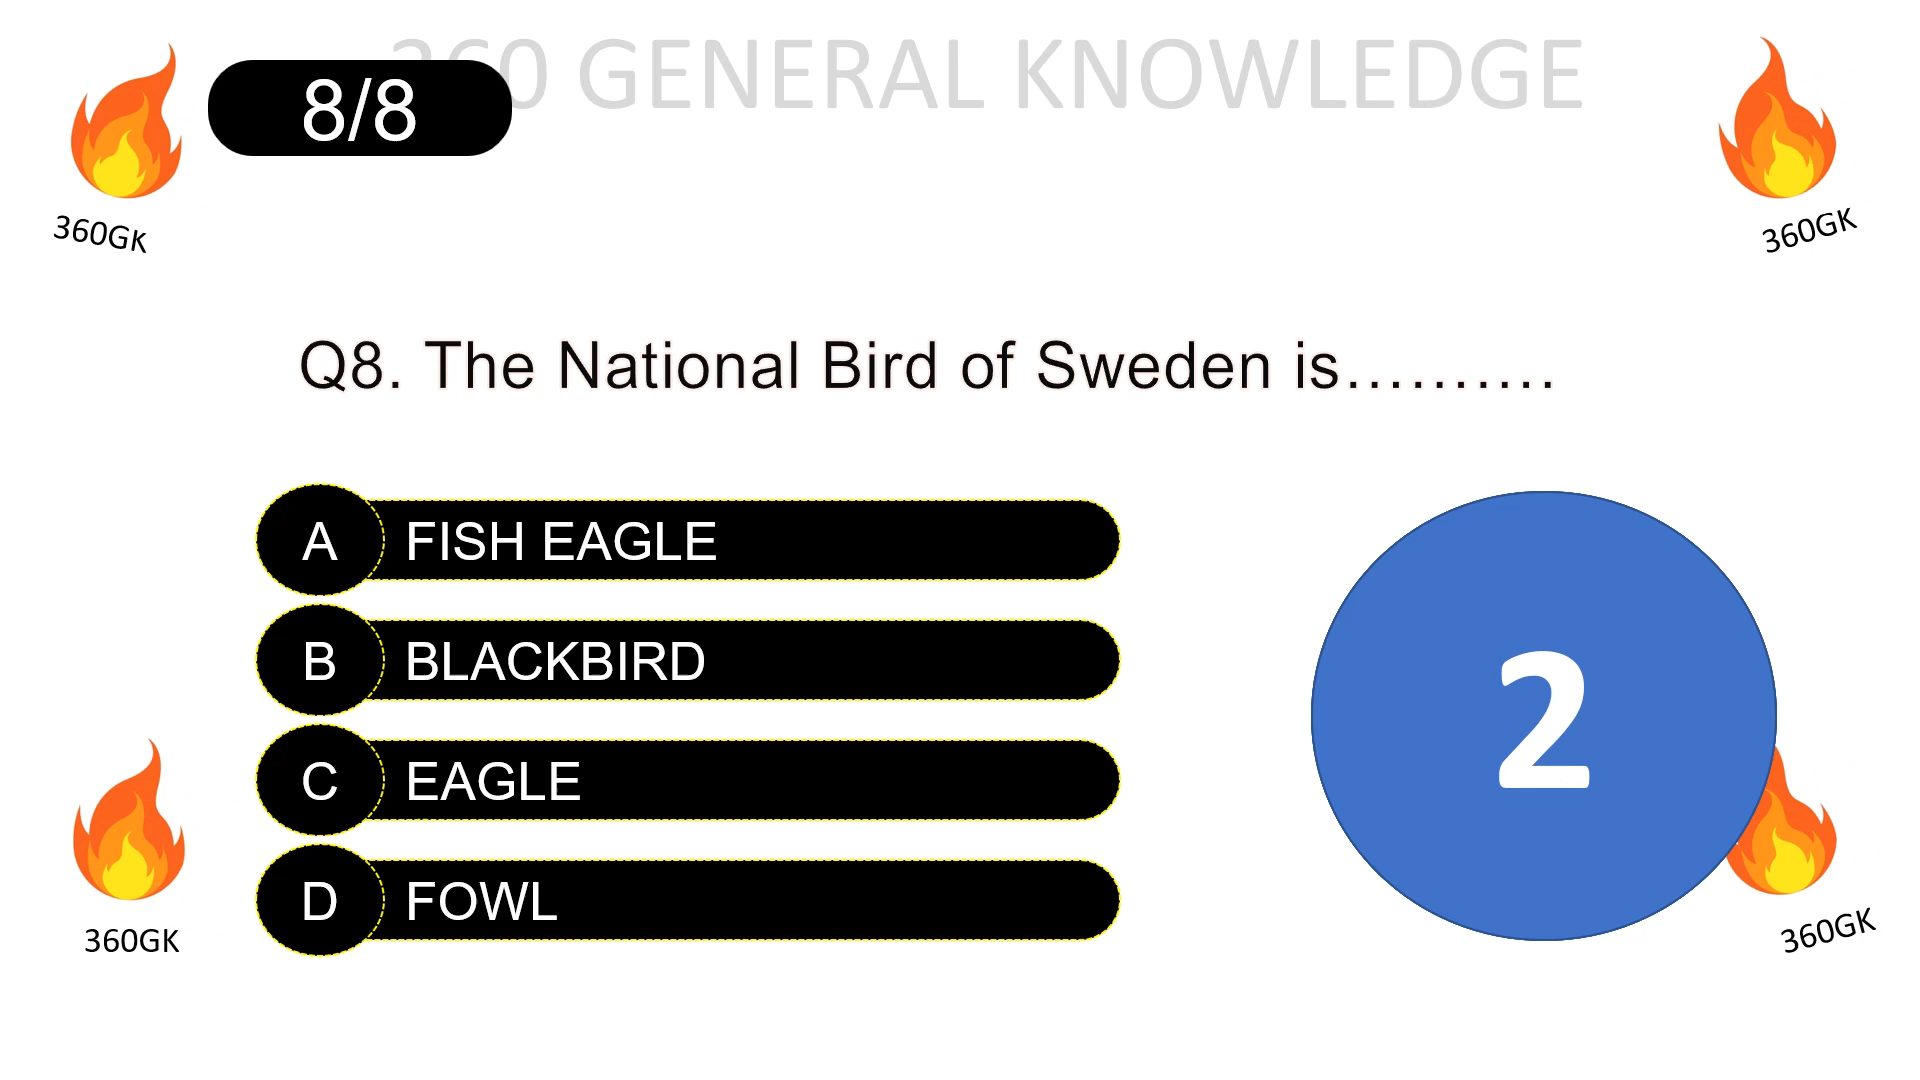 360 GENERAL KNOWLEDGE
8/8
360GK
360GK
Q8. The National Bird of Sweden is..........
A FISH EAGLE
B BLACKBIRD
C EAGLE
D FOWL
2
360GK
360GK